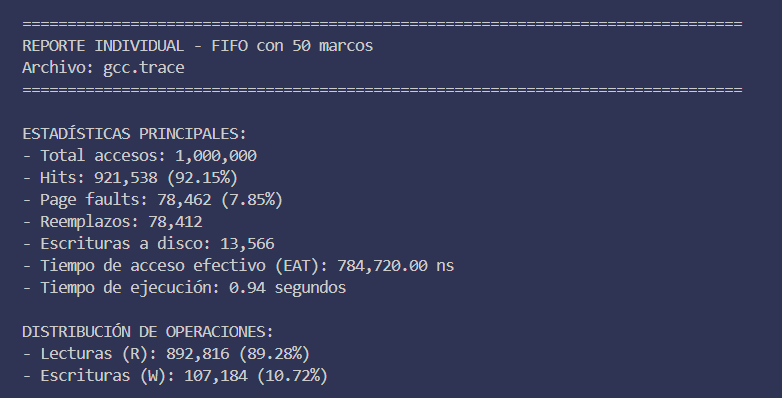 ================================================================================
REPORTE INDIVIDUAL - FIFO con 50 marcos
Archivo: gcc.trace
================================================================================
ESTADÍSTICAS PRINCIPALES:
- Total accesos: 1,000,000
- Hits: 921,538 (92.15%)
- Page faults: 78,462 (7.85%)
- Reemplazos: 78,412
- Escrituras a disco: 13,566
- Tiempo de acceso efectivo (EAT): 784,720.00 ns
- Tiempo de ejecución: 0.94 segundos
DISTRIBUCIÓN DE OPERACIONES:
- Lecturas (R): 892,816 (89.28%)
- Escrituras (W): 107,184 (10.72%)